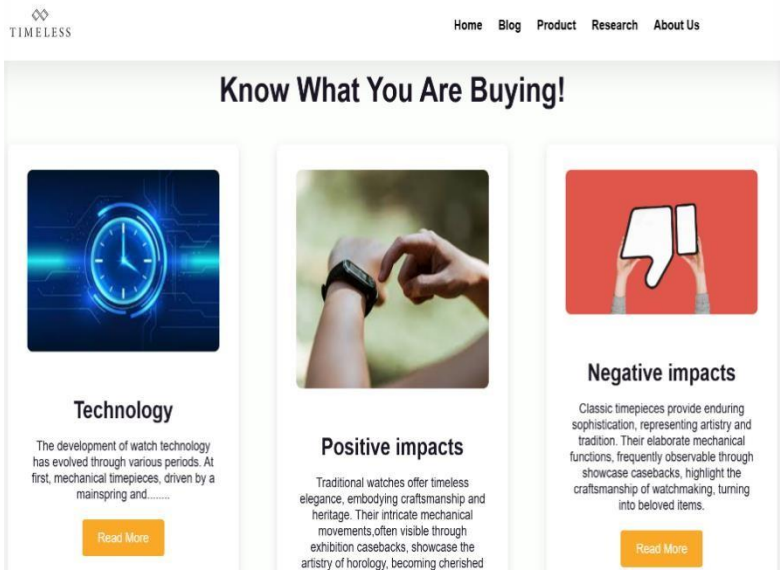 TIMELESS
Home Blog Product Research About Us
Know What You Are Buying!
Technology
The development of watch technology
has evolved through various periods. At
first, mechanical timepieces, driven by a
mainspring and........
Read More
Positive impacts
Traditional watches offer timeless
elegance, embodying craftsmanship and
heritage. Their intricate mechanical
movements,often visible through
exhibition casebacks, showcase the
artistry of horology, becoming cherished
Negative impacts
Classic timepieces provide enduring
sophistication, representing artistry and
tradition. Their elaborate mechanical
functions, frequently observable through
showcase casebacks, highlight the
craftsmanship of watchmaking, turning
into beloved items.
Read More